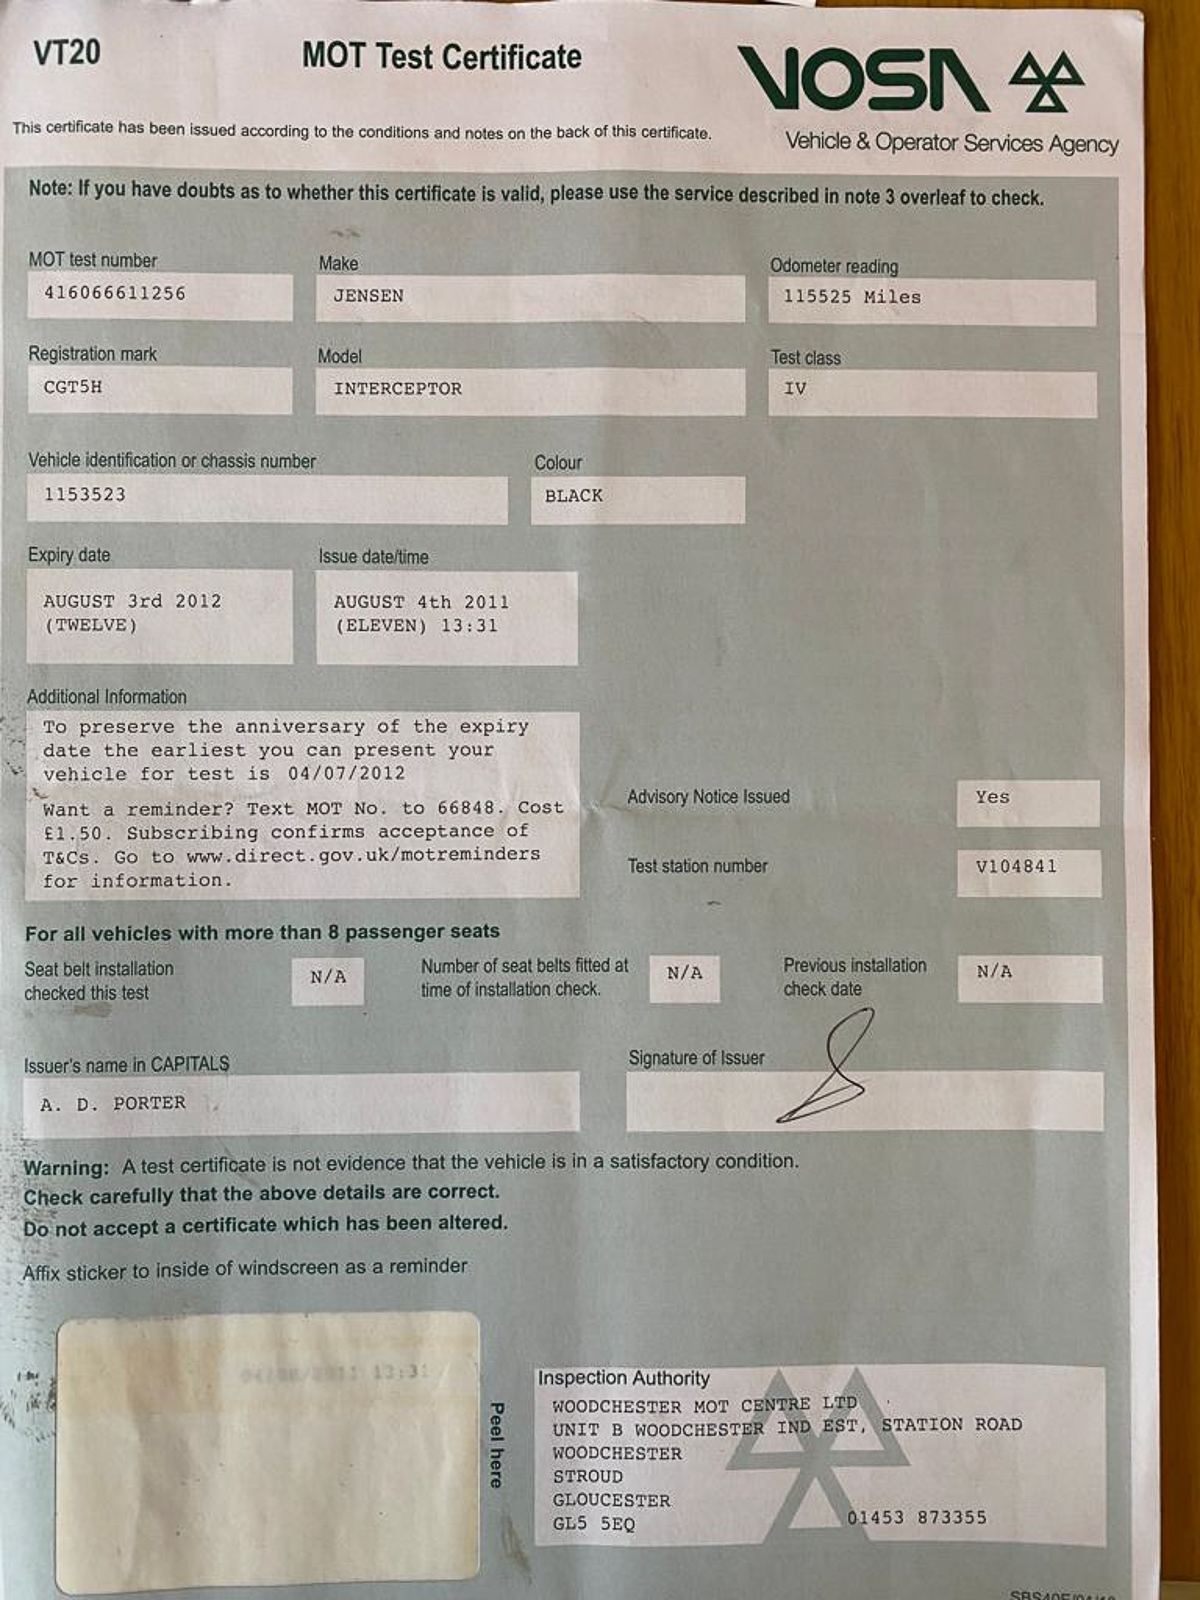 VT20
MOT Test Certificate
VOSA
Vehicle & Operator Services Agency
This certificate has been issued according to the conditions and notes on the back of this certificate.
Note: If you have doubts as to whether this certificate is valid, please use the service described in note 3 overleaf to check.
MOT test number
416066611256
Make
JENSEN
Odometer reading
115525 Miles
Registration mark
CGT5H
Model
INTERCEPTOR
Test class
IV
Vehicle identification or chassis number
1153523
Colour
BLACK
Expiry date
AUGUST 3rd 2012
(TWELVE)
Issue date/time
AUGUST 4th 2011
(ELEVEN) 13:31
Additional Information
To preserve the anniversary of the expiry
date the earliest you can present your
vehicle for test is 04/07/2012
Want a reminder? Text MOT No. to 66848. Cost
£1.50. Subscribing confirms acceptance of
T&Cs. Go to www.direct.gov.uk/motreminders
for information.
Advisory Notice Issued
Yes
Test station number
V104841
For all vehicles with more than 8 passenger seats
Seat belt installation
checked this test
N/A
Number of seat belts fitted at
time of installation check.
N/A
Previous installation
check date
N/A
Issuer's name in CAPITALS
A. D. PORTER
Signature of Issuer
Warning: A test certificate is not evidence that the vehicle is in a satisfactory condition.
Check carefully that the above details are correct.
Do not accept a certificate which has been altered.
Affix sticker to inside of windscreen as a reminder
13:31
Peel here
Inspection Authority
WOODCHESTER MOT CENTRE LTD
UNIT B WOODCHESTER IND EST, STATION ROAD
WOODCHESTER
STROUD
GLOUCESTER
GL5 5EQ
01453 873355